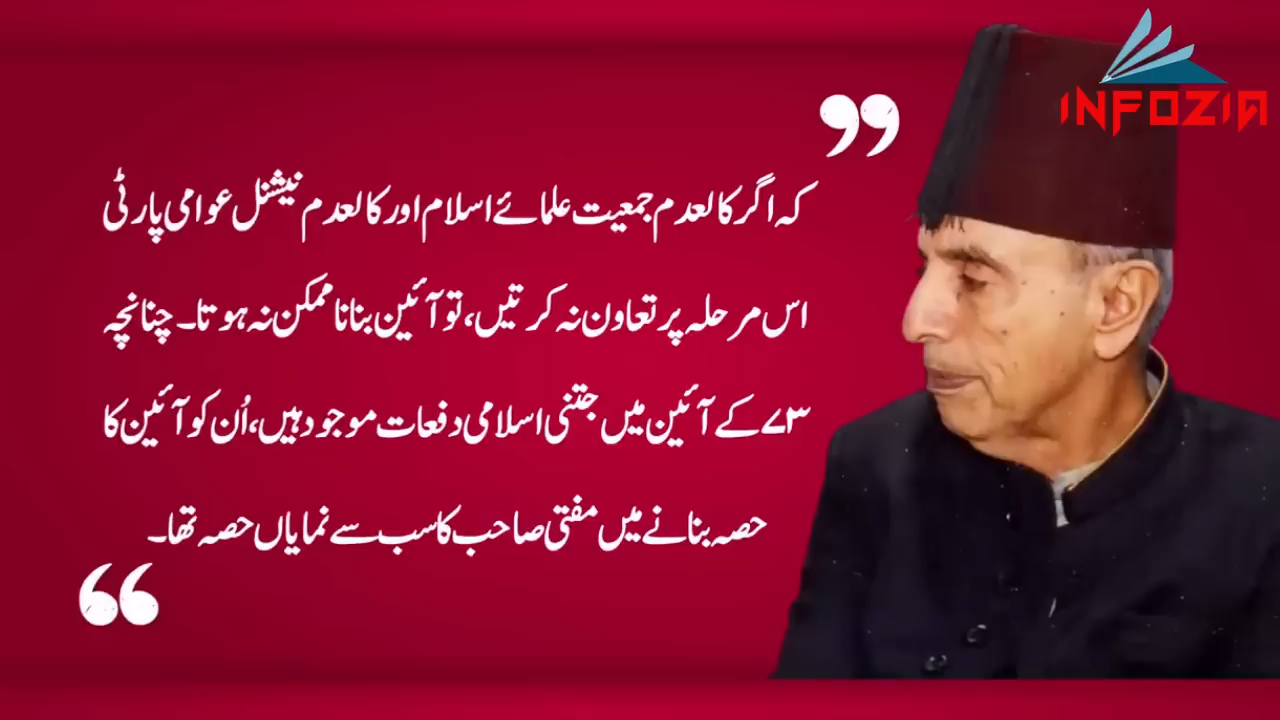 INFOZIA
کہ اگر کالعدم جمعیت علمائے اسلام اور کالعدم نیشنل عوامی پارٹی
اس مرحلہ پر تعاون نہ کرتیں، تو آئین بنانا ممکن نہ ہوتا۔ چنانچہ
۷۳ کے آئین میں جتنی اسلامی دفعات موجود ہیں، اُن کو آئین کا
حصہ بنانے میں مفتی صاحب کا سب سے نمایاں حصہ تھا۔